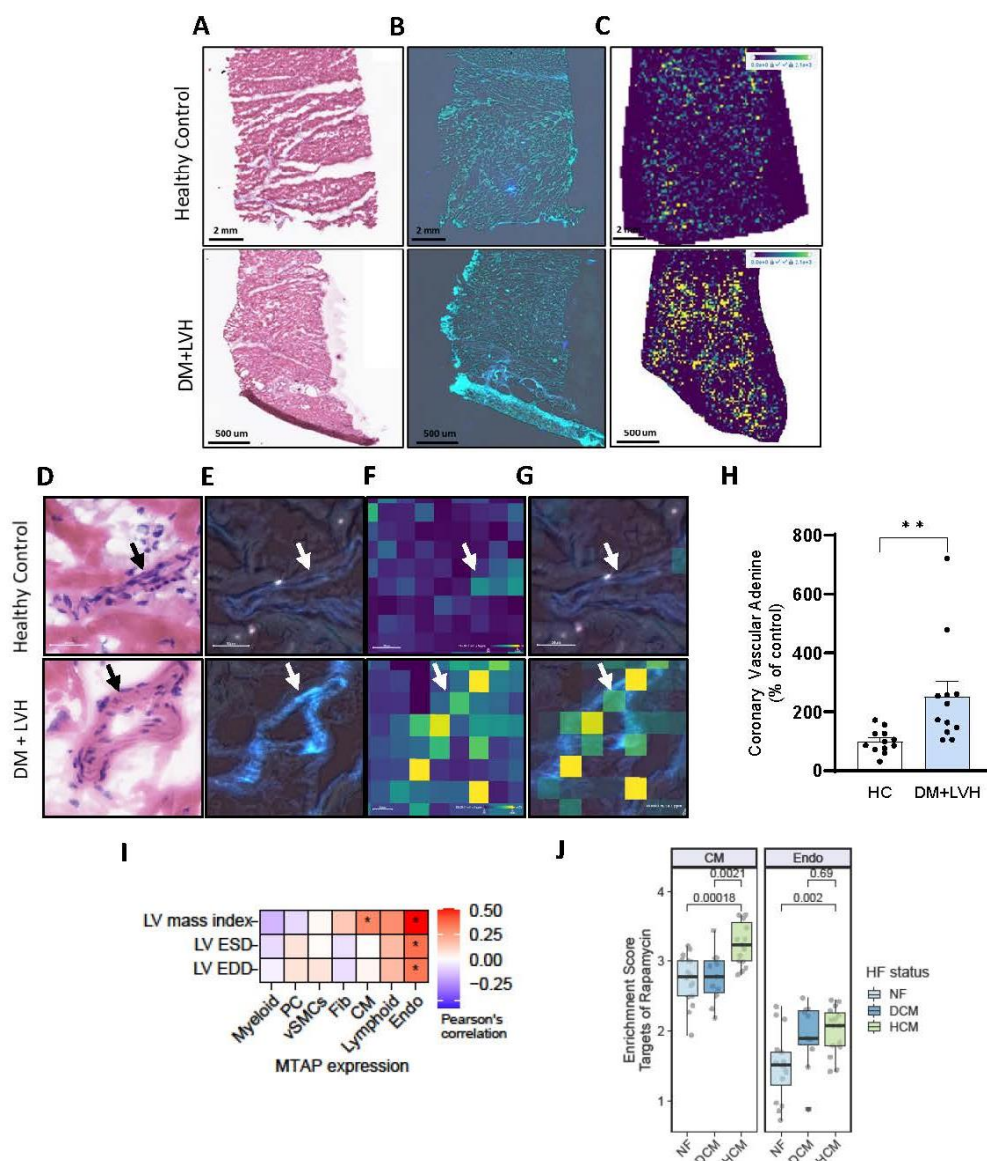 A B C
Healthy Control
2 mm
2 mm
2 mm
DM+LVH
500 um
500 um
500 um
D E F G H
Healthy Control
DM + LVH
Coronary Vascular Adenine
(% of control)
800
600
400
200
0
**
HC DM+LVH
I
LV mass index
LV ESD
LV EDD
* *
*
*
Myeloid
PC
vSMCs
Fib
CM
Lymphoid
Endo
MTAP expression
0.50
0.25
0.00
−0.25
Pearson's
correlation
J
CM Endo
0.0021
0.00018
0.69
0.002
Enrichment Score
Targets of Rapamycin
4
3
2
1
NF
DCM
HCM
NF
DCM
HCM
HF status
NF
DCM
HCM